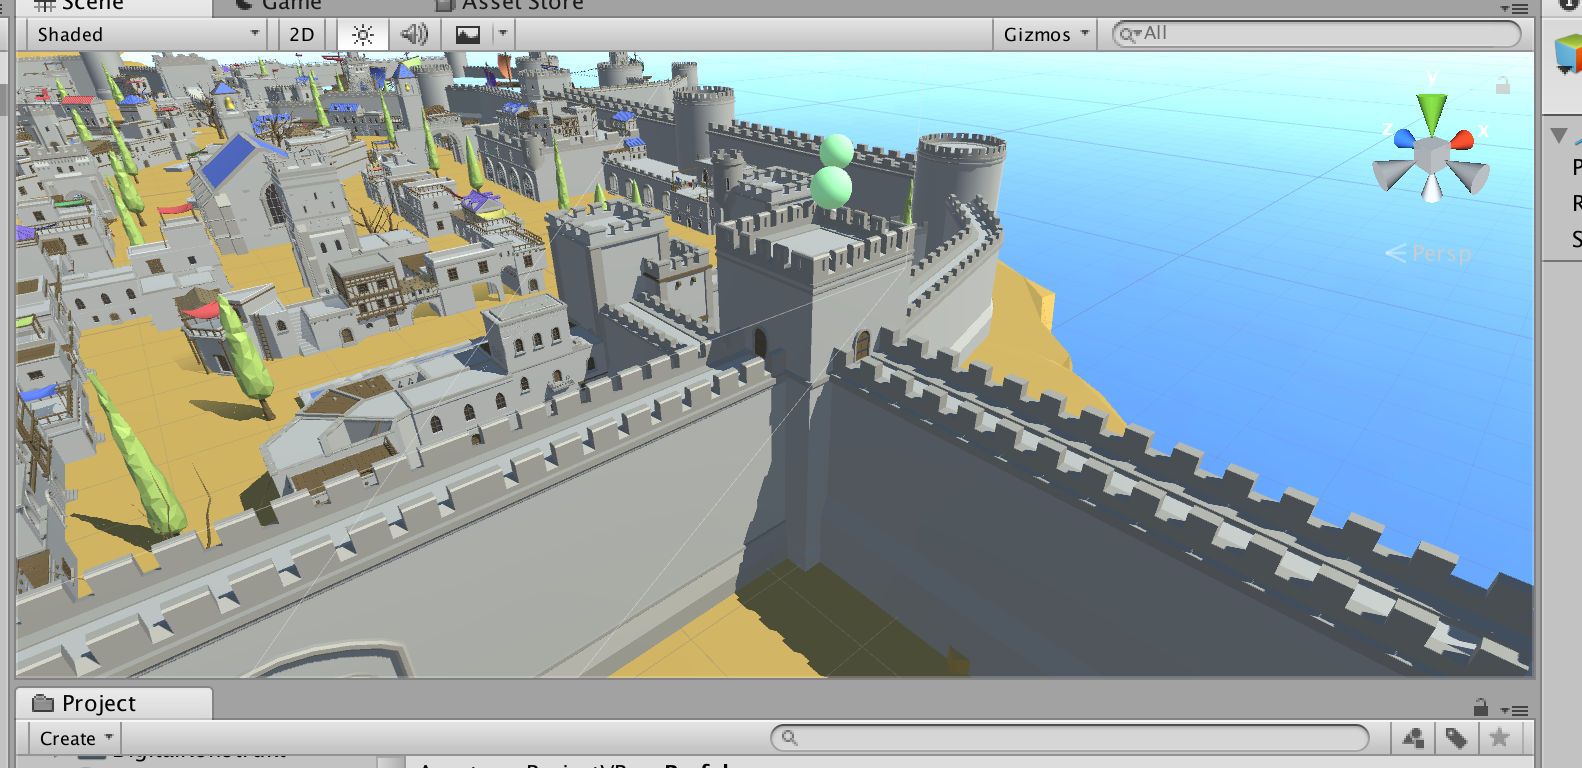 Scene Game Asset Store
Shaded 2D Gizmos All
y
z x
Persp
P
R
S
Project
Create